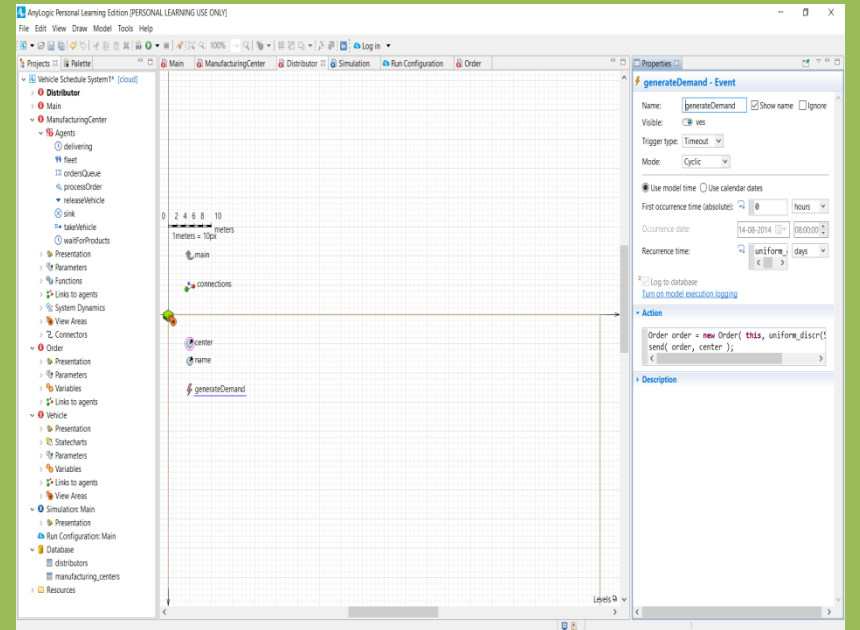 AnyLogic Personal Learning Edition [PERSONAL LEARNING USE ONLY]
File Edit View Draw Model Tools Help
100% Log in
Projects Palette
Main ManufacturingCenter Distributor Simulation Run Configuration Order
Properties
Vehicle Schedule System1* [cloud]
Distributor
Main
ManufacturingCenter
Agents
delivering
fleet
ordersQueue
processOrder
releaseVehicle
sink
takeVehicle
waitForProducts
Presentation
Parameters
Functions
Links to agents
System Dynamics
View Areas
Connectors
Order
Presentation
Parameters
Variables
Links to agents
Vehicle
Presentation
Statecharts
Parameters
Variables
Links to agents
View Areas
Simulation: Main
Presentation
Run Configuration: Main
Database
distributors
manufacturing_centers
Resources
0 2 4 6 8 10
meters
1meters = 10px
main
connections
center
name
generateDemand
Levels
generateDemand - Event
Name: generateDemand Show name Ignore
Visible: yes
Trigger type: Timeout
Mode: Cyclic
Use model time Use calendar dates
First occurrence time (absolute): 0 hours
Occurrence date: 14-08-2014 08:00:00
Recurrence time: uniform_ days
Log to database
Turn on model execution logging
Action
Order order = new Order( this, uniform_discr(
send( order, center );
Description